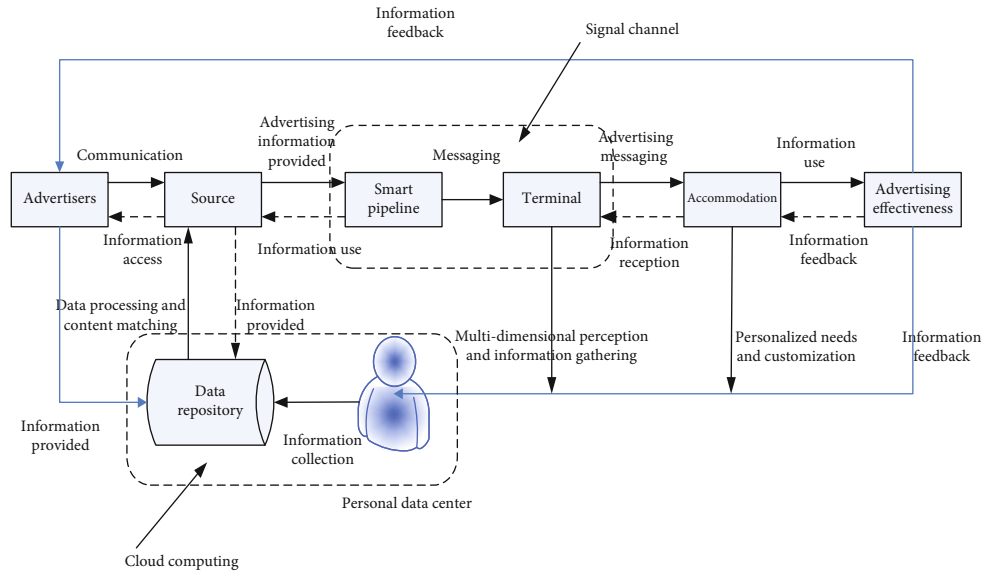 Information
feedback
Signal channel
Communication
Advertising
information
provided
Messaging
Advertising
messaging
Information
use
Advertisers
Source
Smart
pipeline
Terminal
Accommodation
Advertising
effectiveness
Information
access
Information use
Information
reception
Information
feedback
Data processing and
content matching
Information
provided
Multi-dimensional perception
and information gathering
Personalized needs
and customization
Information
feedback
Data
repository
Information
provided
Information
collection
Personal data center
Cloud computing